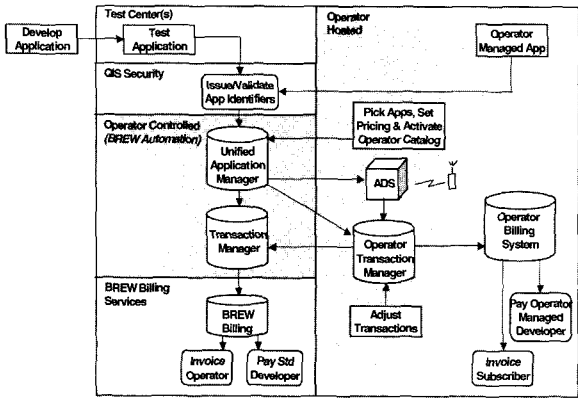 Test Center(s)
Operator
Hosted
Develop
Application
Test
Application
Operator
Managed App
QIS Security
Issue/Validate
App Identifiers
Operator Controlled
(BREW Automation)
Unified
Application
Manager
Pick Apps, Set
Pricing & Activate
Operator Catalog
ADS
Transaction
Manager
Operator
Transaction
Manager
Operator
Billing
System
BREW Billing
Services
BREW
Billing
Adjust
Transactions
Pay Operator
Managed
Developer
Invoice
Operator
Pay Std
Developer
Invoice
Subscriber